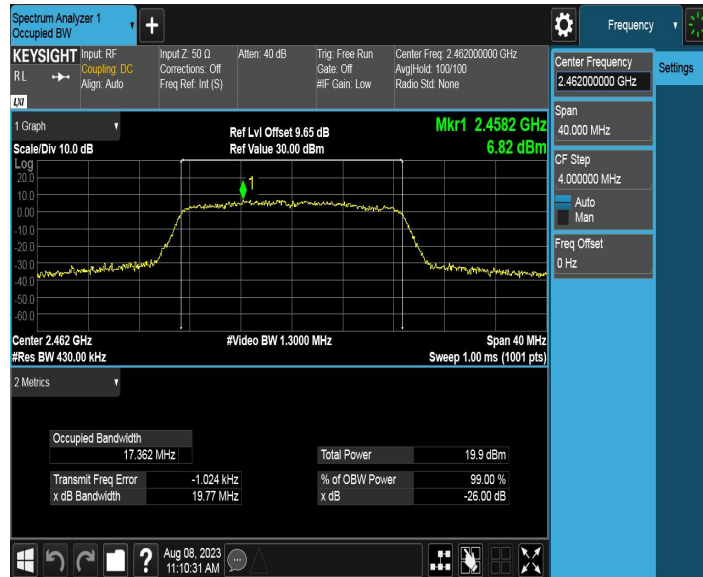 Spectrum Analyzer 1
Occupied BW
+
Frequency
KEYSIGHT
RL
LXI
Input: RF
Coupling: DC
Align: Auto
Input Z: 50 Ω
Corrections: Off
Freq Ref: Int (S)
Atten: 40 dB
Trig: Free Run
Gate: Off
#IF Gain: Low
Center Freq: 2.462000000 GHz
Avg|Hold: 100/100
Radio Std: None
Center Frequency
2.462000000 GHz
Settings
Span
40.000 MHz
CF Step
4.000000 MHz
Auto
Man
Freq Offset
0 Hz
1 Graph
Scale/Div 10.0 dB
Ref Lvl Offset 9.65 dB
Ref Value 30.00 dBm
Mkr1 2.4582 GHz
6.82 dBm
Log
20.0
10.0
0.00
-10.0
-20.0
-30.0
-40.0
-50.0
-60.0
1
Center 2.462 GHz
#Res BW 430.00 kHz
#Video BW 1.3000 MHz
Span 40 MHz
Sweep 1.00 ms (1001 pts)
2 Metrics
Occupied Bandwidth
17.362 MHz
Total Power 19.9 dBm
Transmit Freq Error -1.024 kHz
% of OBW Power 99.00 %
x dB Bandwidth 19.77 MHz
x dB -26.00 dB
?
Aug 08, 2023
11:10:31 AM